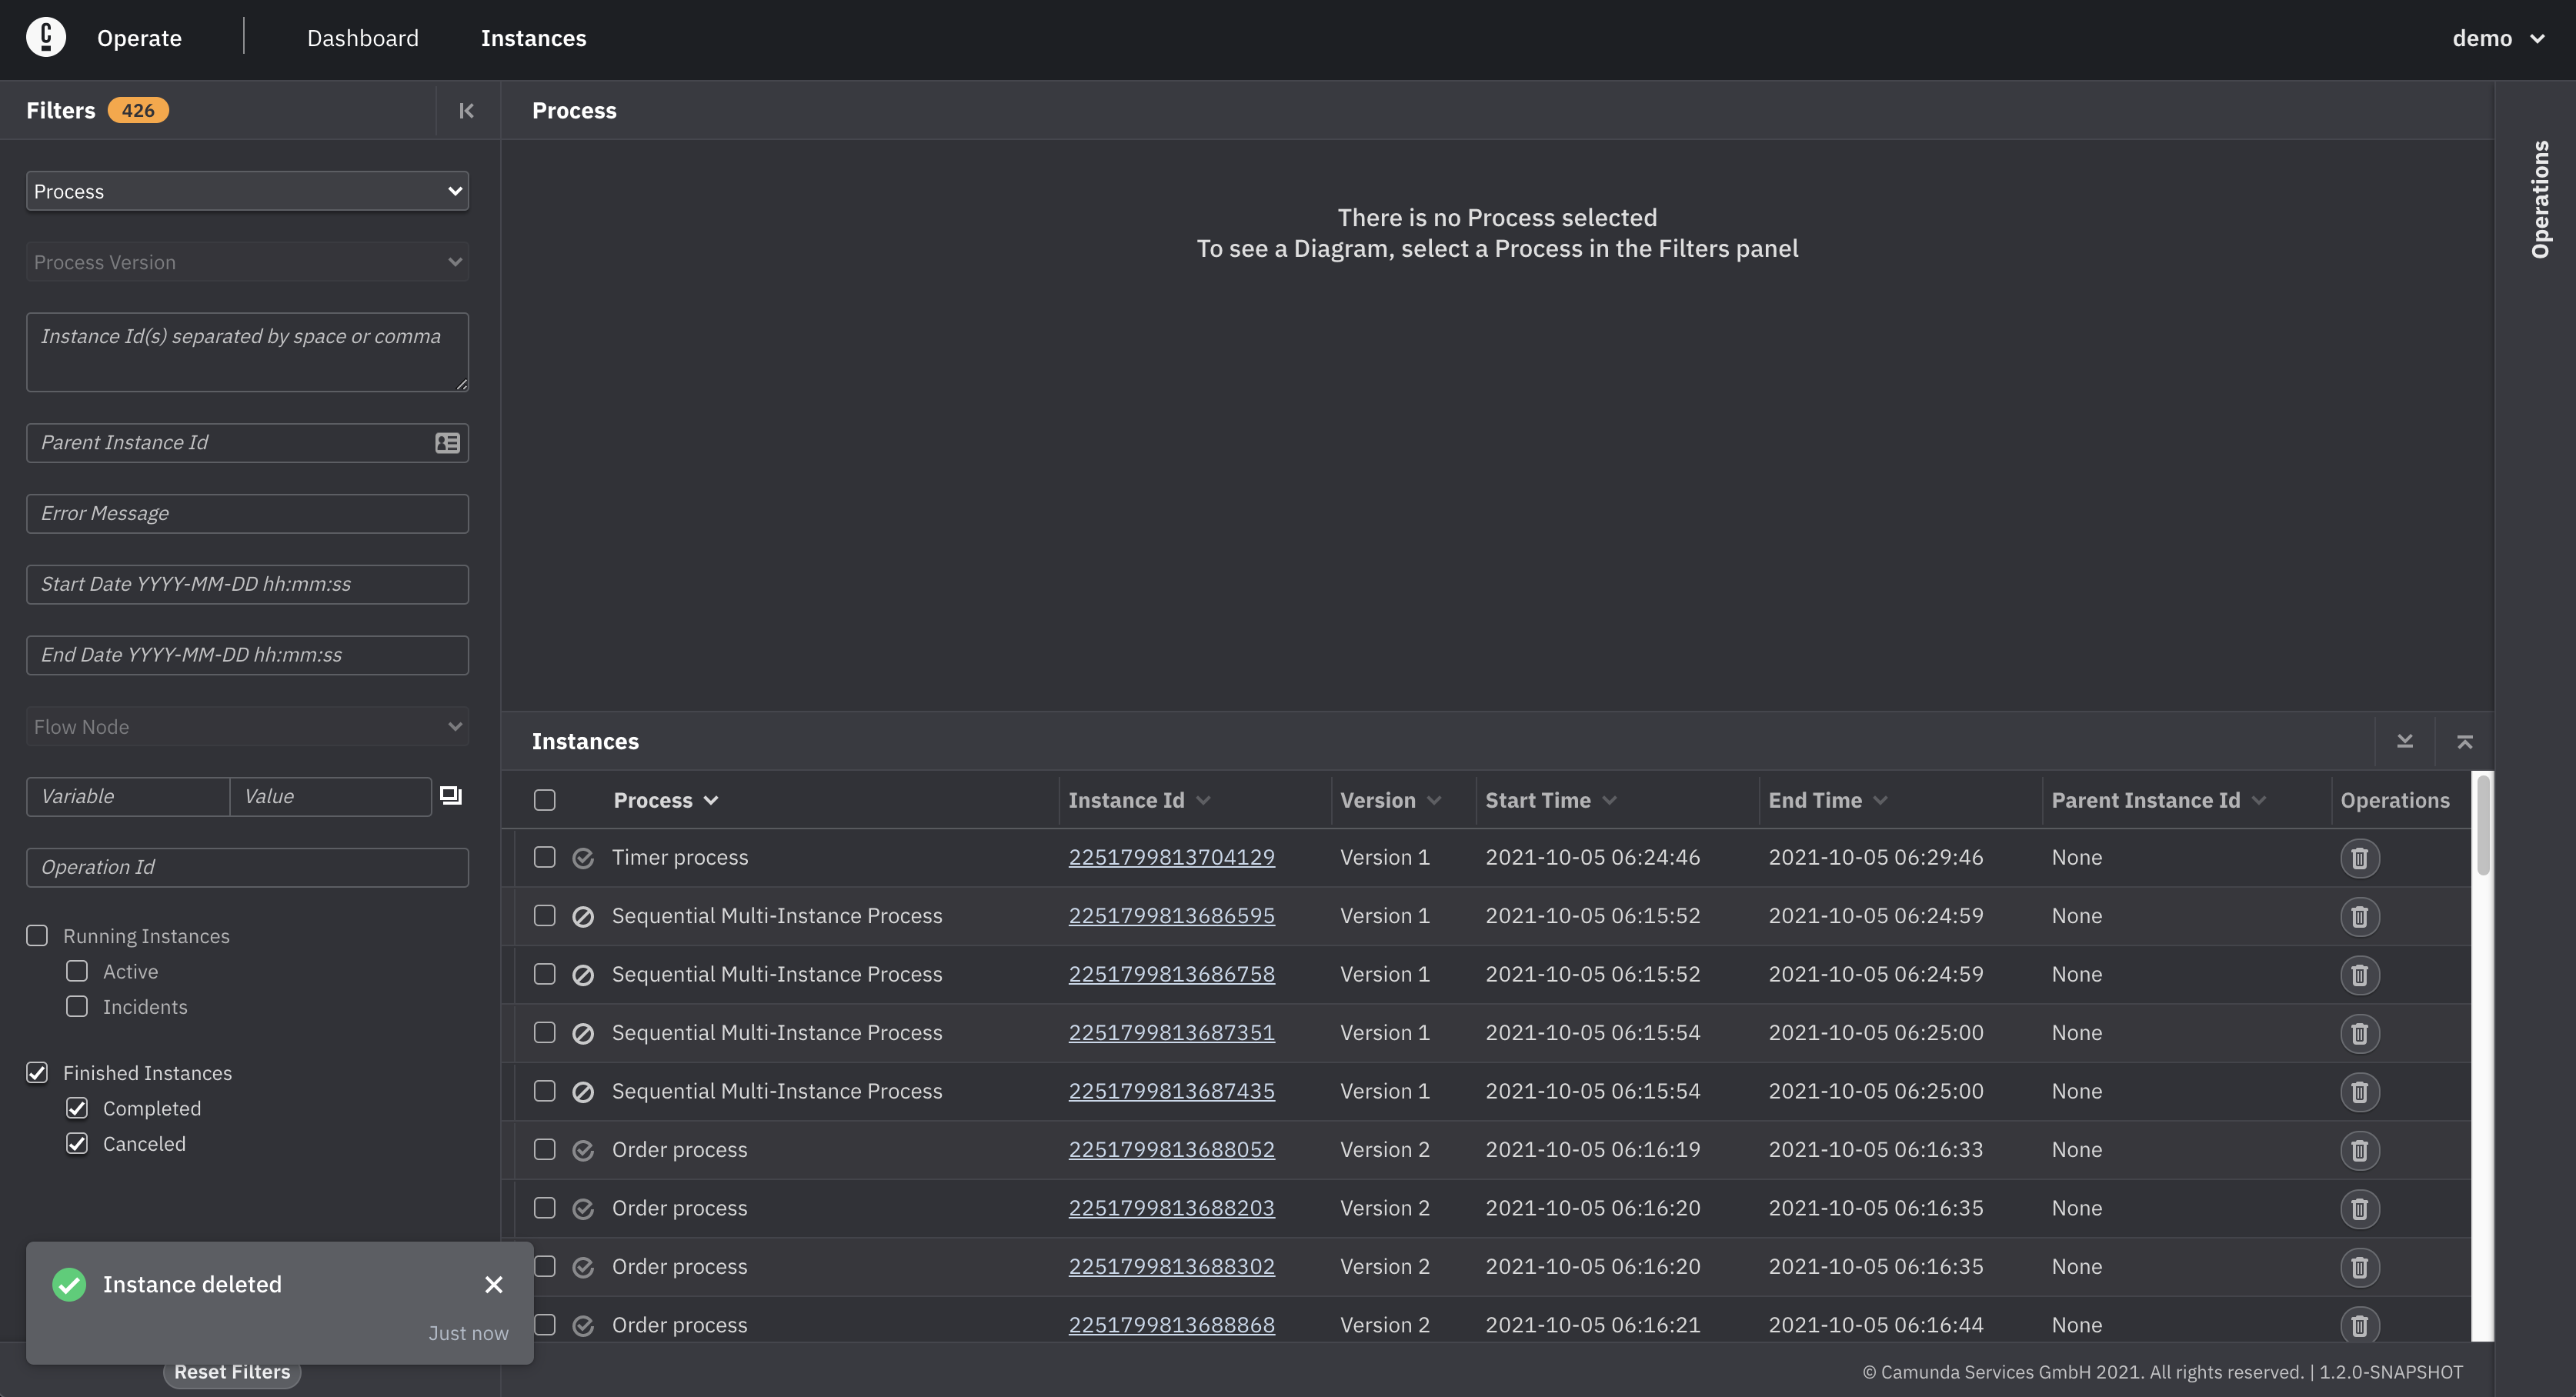 Operate Dashboard Instances demo
Filters 426
Process
Process Version
Instance Id(s) separated by space or comma
Parent Instance Id
Error Message
Start Date YYYY-MM-DD hh:mm:ss
End Date YYYY-MM-DD hh:mm:ss
Flow Node
Variable Value
Operation Id
Running Instances
Active
Incidents
Finished Instances
Completed
Canceled
Instance deleted
Just now
Reset Filters
Process
There is no Process selected
To see a Diagram, select a Process in the Filters panel
Instances
Process Instance Id Version Start Time End Time Parent Instance Id Operations
Timer process 2251799813704129 Version 1 2021-10-05 06:24:46 2021-10-05 06:29:46 None
Sequential Multi-Instance Process 2251799813686595 Version 1 2021-10-05 06:15:52 2021-10-05 06:24:59 None
Sequential Multi-Instance Process 2251799813686758 Version 1 2021-10-05 06:15:52 2021-10-05 06:24:59 None
Sequential Multi-Instance Process 2251799813687351 Version 1 2021-10-05 06:15:54 2021-10-05 06:25:00 None
Sequential Multi-Instance Process 2251799813687435 Version 1 2021-10-05 06:15:54 2021-10-05 06:25:00 None
Order process 2251799813688052 Version 2 2021-10-05 06:16:19 2021-10-05 06:16:33 None
Order process 2251799813688203 Version 2 2021-10-05 06:16:20 2021-10-05 06:16:35 None
Order process 2251799813688302 Version 2 2021-10-05 06:16:20 2021-10-05 06:16:35 None
Order process 2251799813688868 Version 2 2021-10-05 06:16:21 2021-10-05 06:16:44 None
© Camunda Services GmbH 2021. All rights reserved. | 1.2.0-SNAPSHOT
Operations